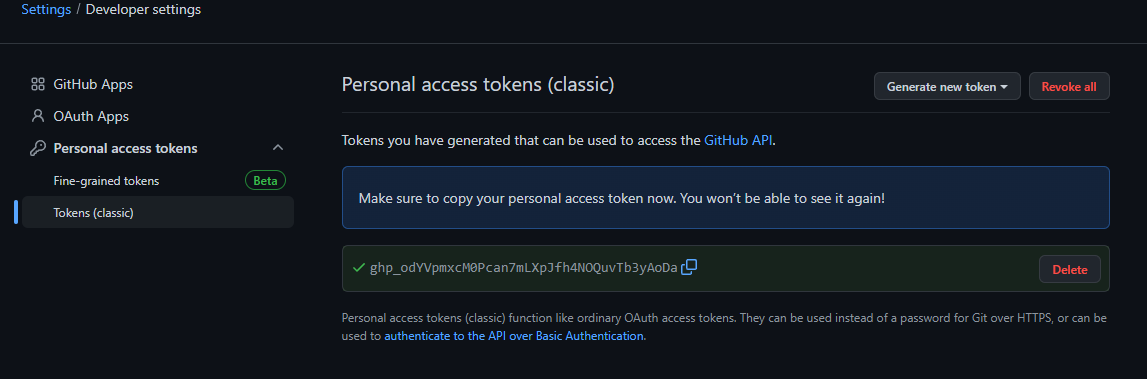 Settings / Developer settings
GitHub Apps
OAuth Apps
Personal access tokens
Fine-grained tokens Beta
Tokens (classic)
Personal access tokens (classic)
Generate new token
Revoke all
Tokens you have generated that can be used to access the GitHub API.
Make sure to copy your personal access token now. You won’t be able to see it again!
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
Delete
Personal access tokens (classic) function like ordinary OAuth access tokens. They can be used instead of a password for Git over HTTPS, or can be
used to authenticate to the API over Basic Authentication.